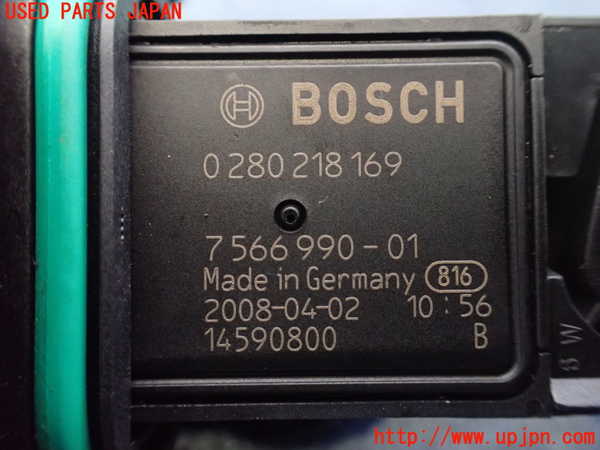 USED PARTS JAPAN
BOSCH
0 280 218 169
7 566 990 - 01
Made in Germany 816
2008-04-02 10:56
14590800 B
S W
http://www.upjpn.com/